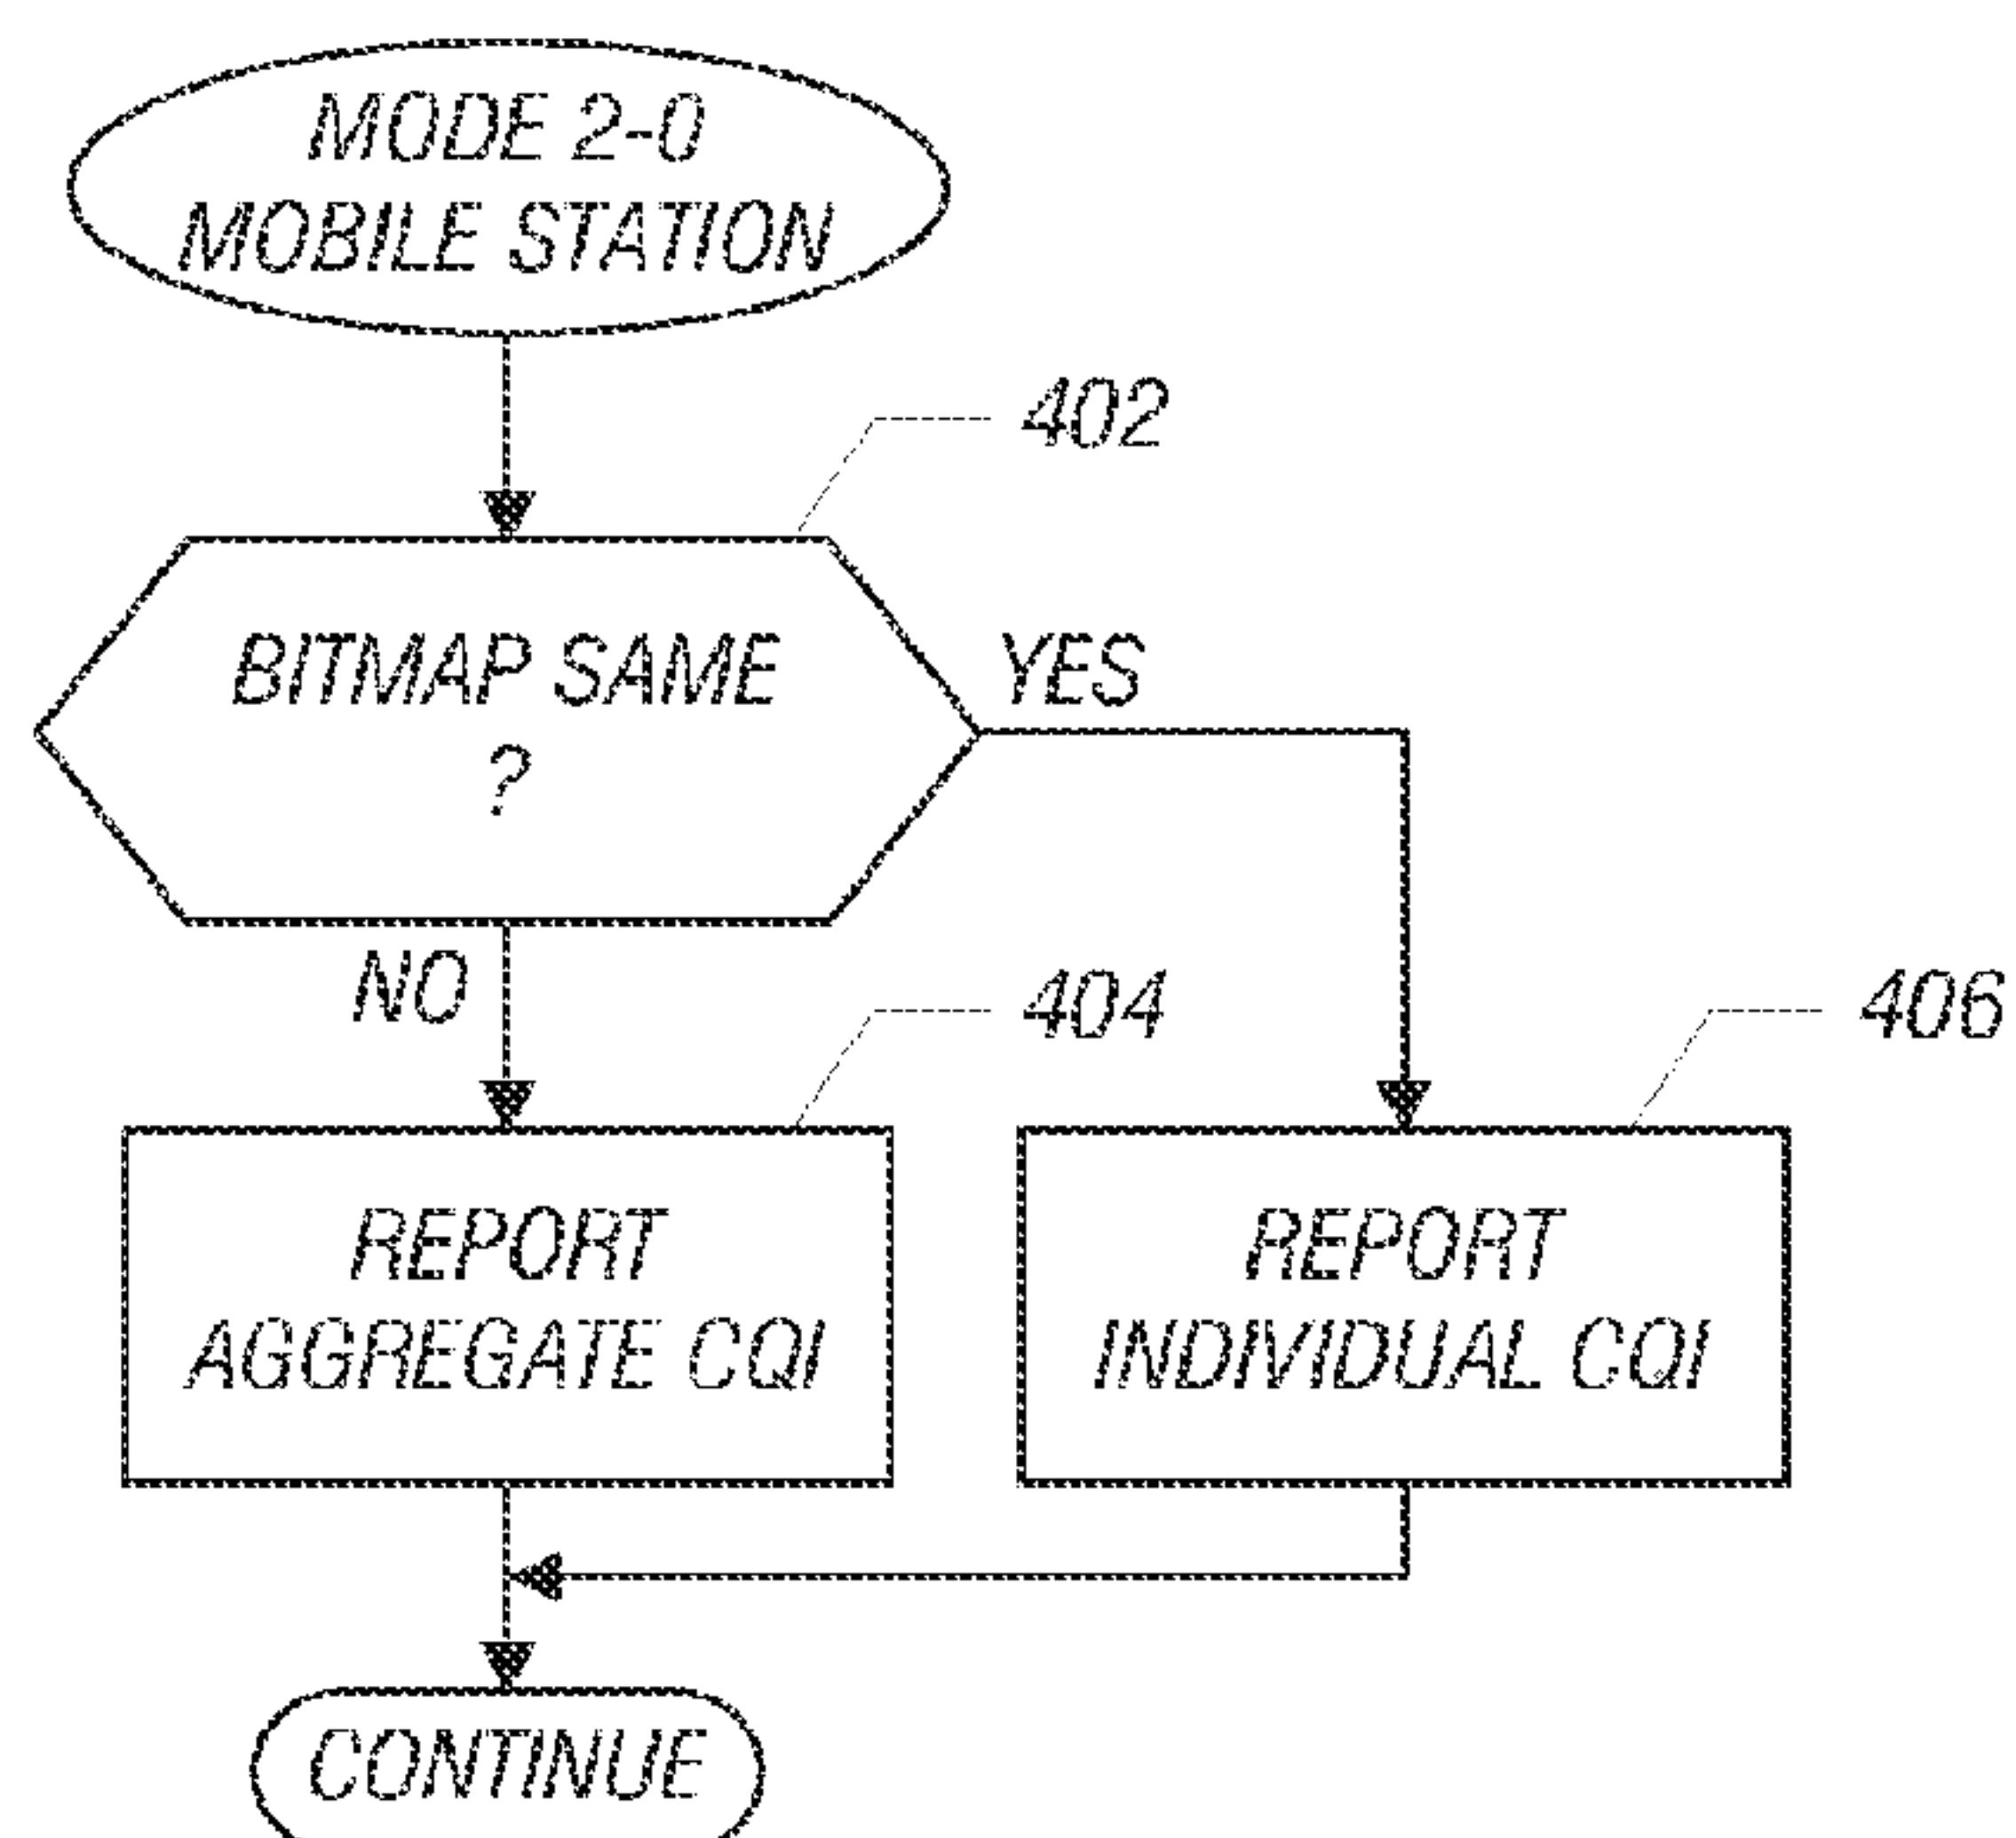 MODE 2-0
MOBILE STATION
402
BITMAP SAME
?
YES
NO
404
406
REPORT
AGGREGATE CQI
REPORT
INDIVIDUAL CQI
CONTINUE